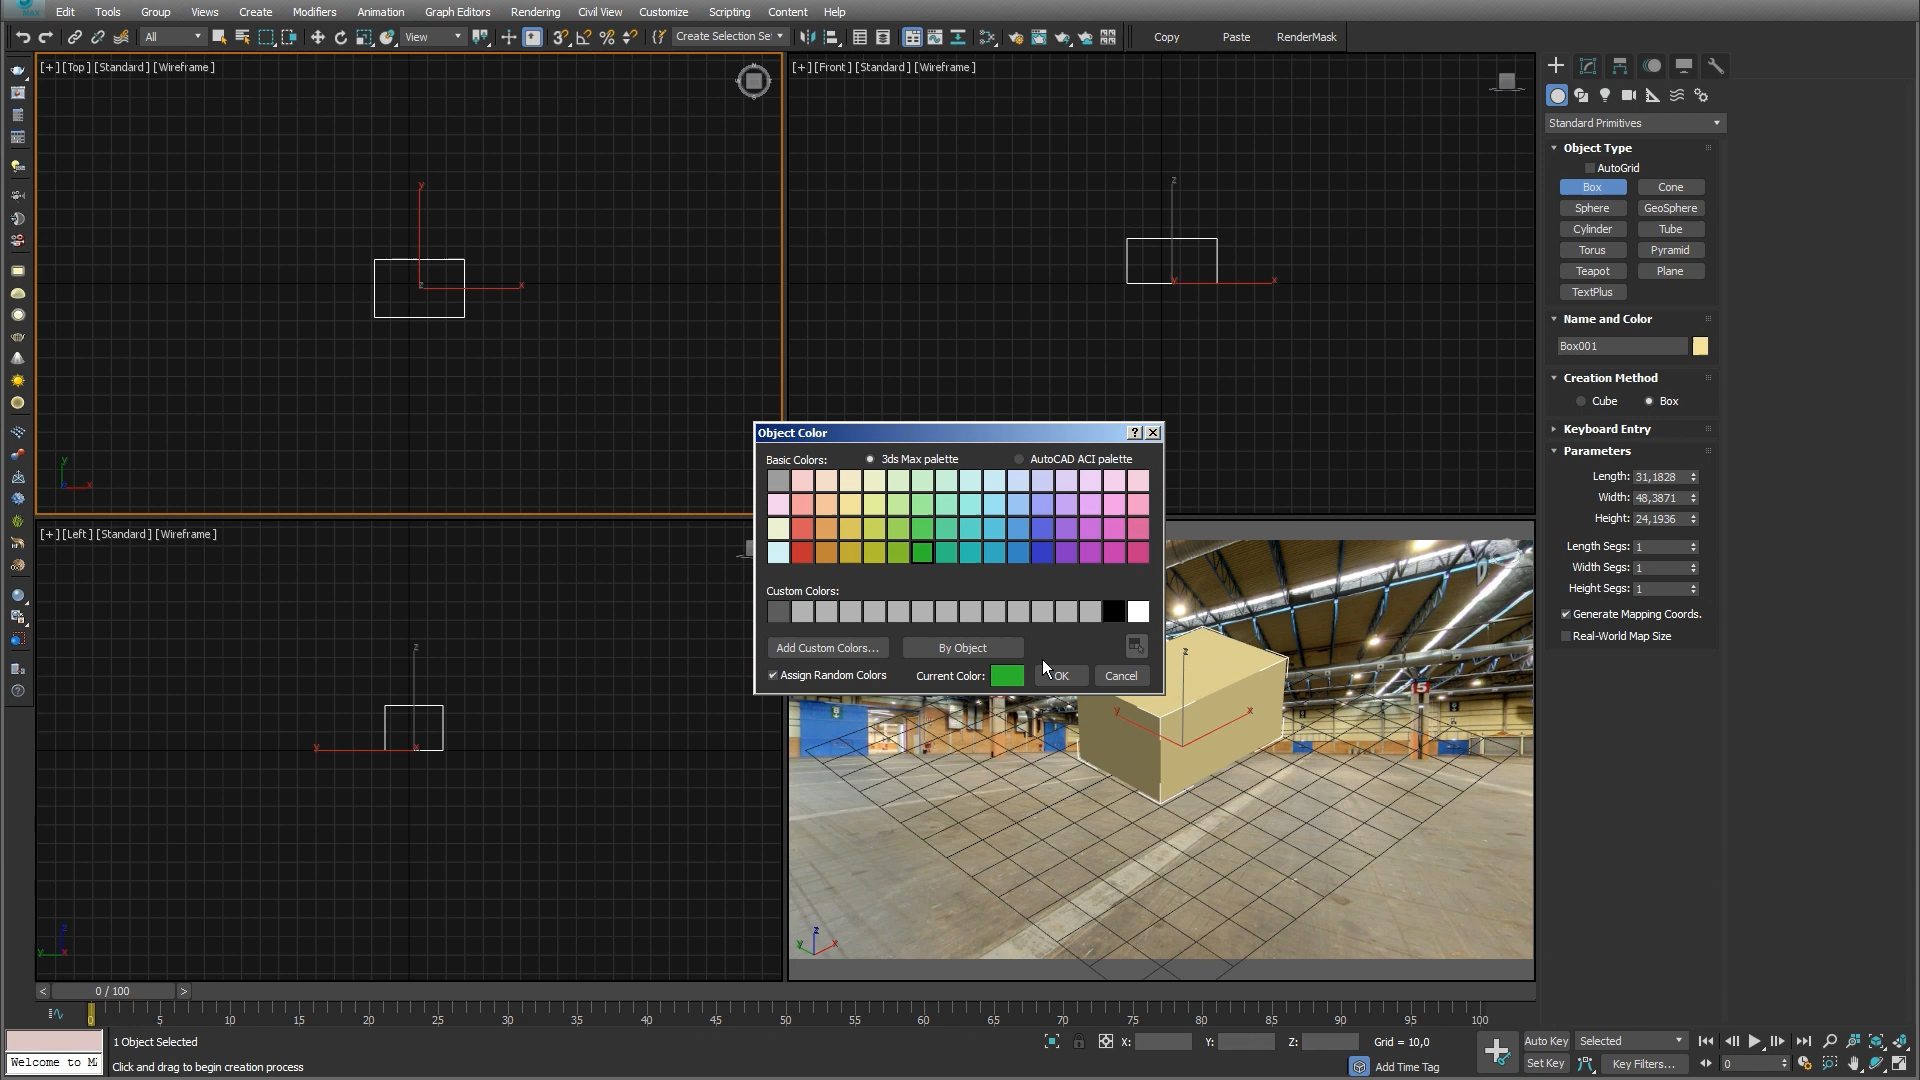 Edit Tools Group Views Create Modifiers Animation Graph Editors Rendering Civil View Customize Scripting Content Help
All View Create Selection Se Copy Paste RenderMask
[+] [Top] [Standard] [Wireframe]
[+] [Front] [Standard] [Wireframe]
Standard Primitives
Object Type
AutoGrid
Box Cone
Sphere GeoSphere
Cylinder Tube
Torus Pyramid
Teapot Plane
TextPlus
Name and Color
Box001
Creation Method
Cube Box
Keyboard Entry
Parameters
Length: 31,1828
Width: 48,3871
Height: 24,1936
Length Segs: 1
Width Segs: 1
Height Segs: 1
Generate Mapping Coords.
Real-World Map Size
Object Color
Basic Colors: 3ds Max palette AutoCAD ACI palette
Custom Colors:
Add Custom Colors... By Object
Assign Random Colors Current Color: OK Cancel
[+] [Left] [Standard] [Wireframe]
5
< 0 / 100 >
0 5 10 15 20 25 30 35 40 45 50 55 60 65 70 75 80 85 90 95 100
1 Object Selected X: Y: Z: Grid = 10,0 Auto Key Selected
Welcome to M Click and drag to begin creation process Add Time Tag Set Key Key Filters... 0